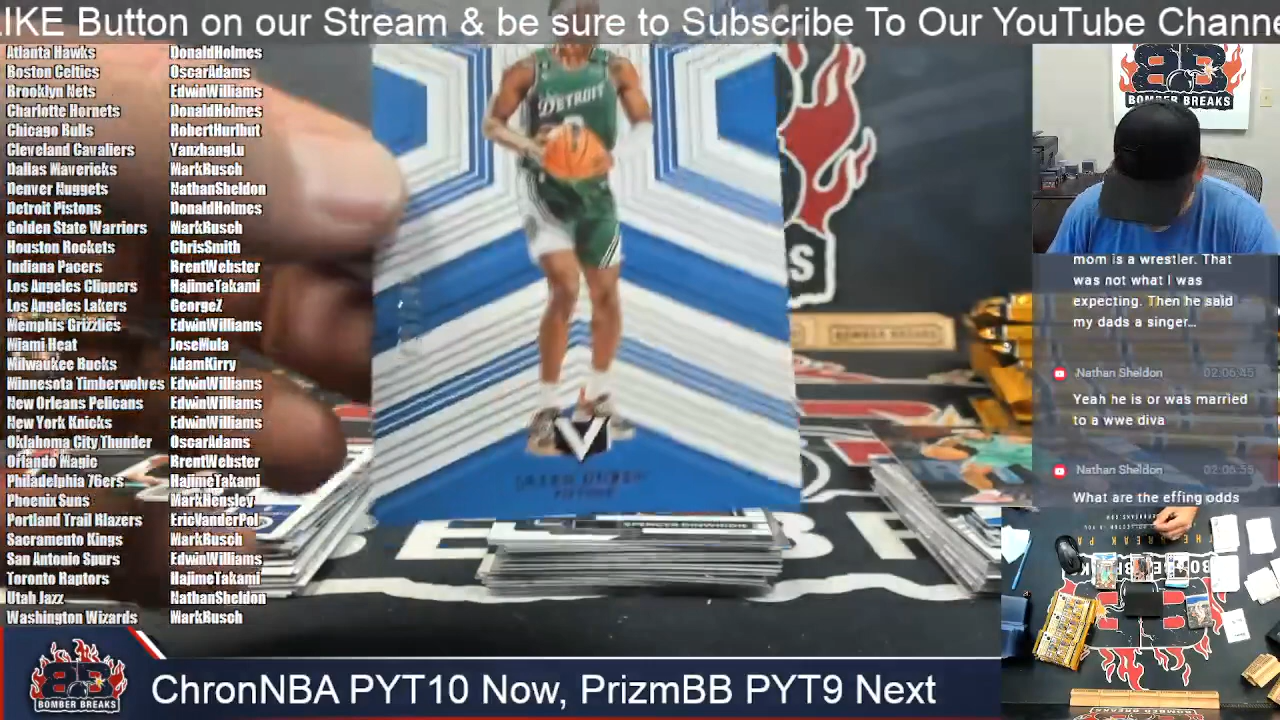 IKE Button on our Stream & be sure to Subscribe To Our YouTube Channe
Atlanta Hawks DonaldHolmes
Boston Celtics OscarAdams
Brooklyn Nets EdwinWilliams
Charlotte Hornets DonaldHolmes
Chicago Bulls RobertHurlbut
Cleveland Cavaliers YanzhangLu
Dallas Mavericks MarkBusch
Denver Nuggets NathanSheldon
Detroit Pistons DonaldHolmes
Golden State Warriors MarkBusch
Houston Rockets ChrisSmith
Indiana Pacers BrentWebster
Los Angeles Clippers HajimeTakami
Los Angeles Lakers GeorgeZ
Memphis Grizzlies EdwinWilliams
Miami Heat JoseMula
Milwaukee Bucks AdamKirry
Minnesota Timberwolves EdwinWilliams
New Orleans Pelicans EdwinWilliams
New York Knicks EdwinWilliams
Oklahoma City Thunder OscarAdams
Orlando Magic BrentWebster
Philadelphia 76ers HajimeTakami
Phoenix Suns MarkHensley
Portland Trail Blazers EricVanderPol
Sacramento Kings MarkBusch
San Antonio Spurs EdwinWilliams
Toronto Raptors HajimeTakami
Utah Jazz NathanSheldon
Washington Wizards MarkBusch
DETROIT
V
SPENCER DINWIDDIE
BOMBER BREAKS
BB
BOMBER BREAKS
mom is a wrestler. That
was not what I was
expecting. Then he said
my dads a singer...
Nathan Sheldon 02:06:45
Yeah he is or was married
to a wwe diva
Nathan Sheldon 02:06:55
What are the effing odds
BB
BOMBER BREAKS
ChronNBA PYT10 Now, PrizmBB PYT9 Next